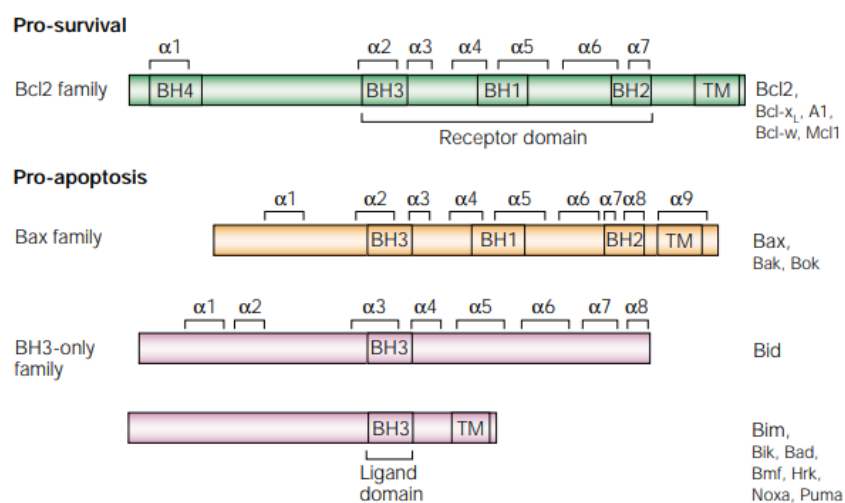 Pro-survival
α1 α2 α3 α4 α5 α6 α7
Bcl2 family BH4 BH3 BH1 BH2 TM Bcl2,
Bcl-xL, A1,
Bcl-w, Mcl1
Receptor domain
Pro-apoptosis
α1 α2 α3 α4 α5 α6 α7 α8 α9
Bax family BH3 BH1 BH2 TM Bax,
Bak, Bok
α1 α2 α3 α4 α5 α6 α7 α8
BH3-only BH3 Bid
family
BH3 TM Bim,
Bik, Bad,
Ligand Bmf, Hrk,
domain Noxa, Puma